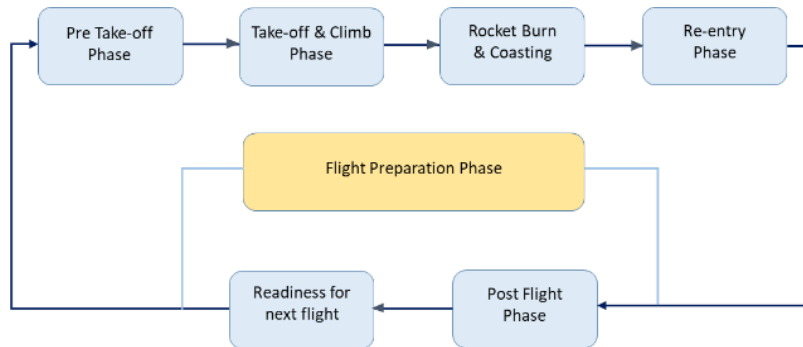 Pre Take-off
Phase
Take-off & Climb
Phase
Rocket Burn
& Coasting
Re-entry
Phase
Flight Preparation Phase
Readiness for
next flight
Post Flight
Phase